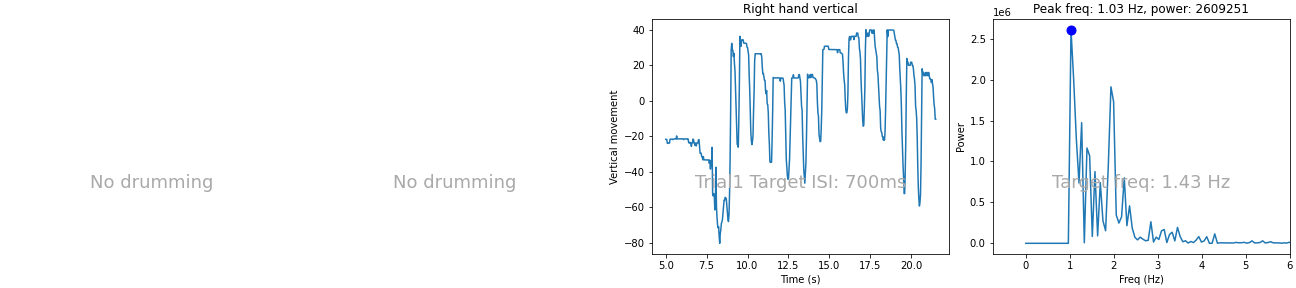 No drumming
No drumming
Right hand vertical
Vertical movement
40
20
0
−20
−40
−60
−80
5.0 7.5 10.0 12.5 15.0 17.5 20.0
Time (s)
Trial 1 Target ISI: 700ms
Peak freq: 1.03 Hz, power: 2609251
1e6
Power
2.5
2.0
1.5
1.0
0.5
0.0
0 1 2 3 4 5 6
Freq (Hz)
Target freq: 1.43 Hz